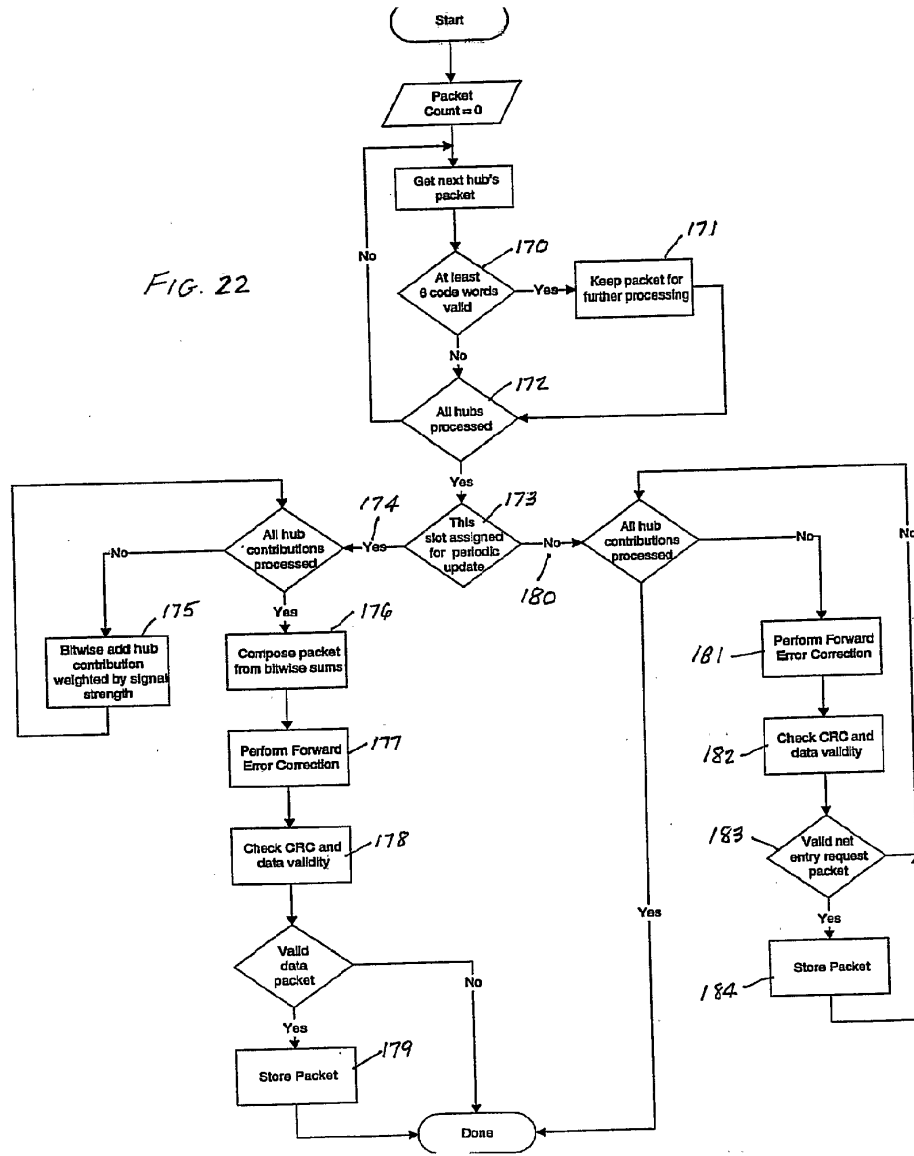 Start
Packet
Count = 0
Get next hub's
packet
No
FIG. 22
170
At least
6 code words
valid
Yes
171
Keep packet for
further processing
No
172
All hubs
processed
Yes
174
173
This
slot assigned
for periodic
update
Yes
No
180
All hub
contributions
processed
No
All hub
contributions
processed
No
No
175
Bitwise add hub
contribution
weighted by signal
strength
Yes
176
Compose packet
from bitwise sums
181
Perform Forward
Error Correction
177
Perform Forward
Error Correction
182
Check CRC and
data validity
178
Check CRC and
data validity
183
Valid net
entry request
packet
Yes
Yes
Valid
data
packet
No
184
Store Packet
Yes
179
Store Packet
Done